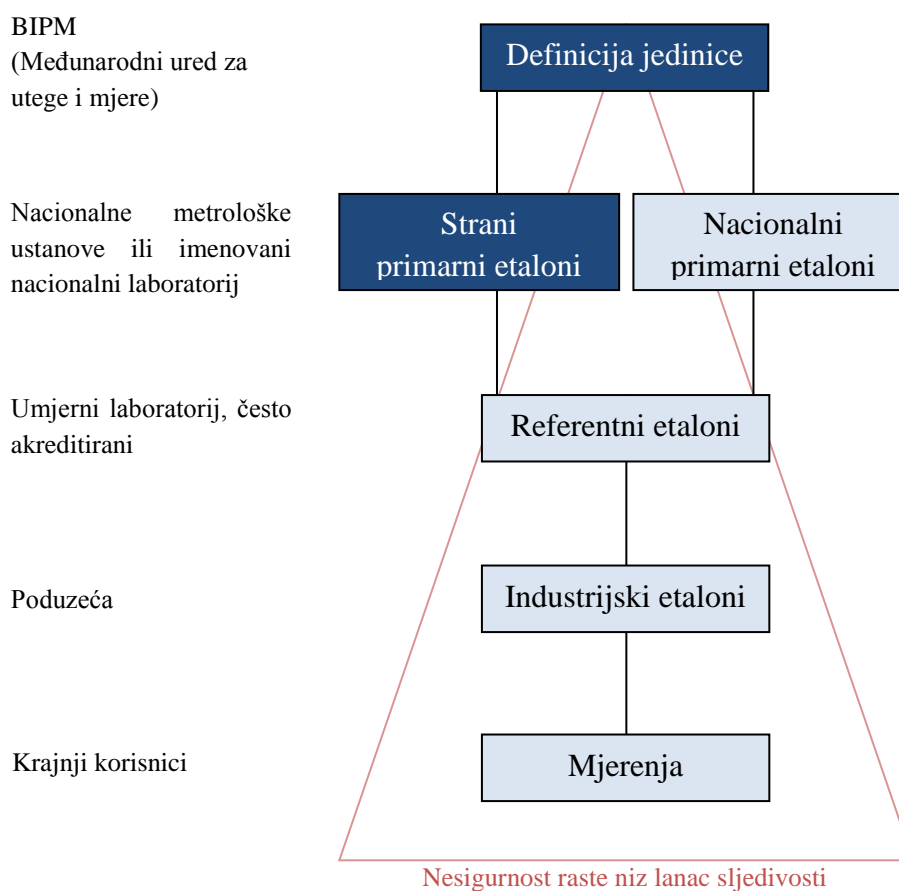 BIPM
(Međunarodni ured za
utege i mjere)
Definicija jedinice
Nacionalne metrološke
ustanove ili imenovani
nacionalni laboratorij
Strani
primarni etaloni
Nacionalni
primarni etaloni
Umjerni laboratorij, često
akreditirani
Referentni etaloni
Poduzeća
Industrijski etaloni
Krajnji korisnici
Mjerenja
Nesigurnost raste niz lanac sljedivosti